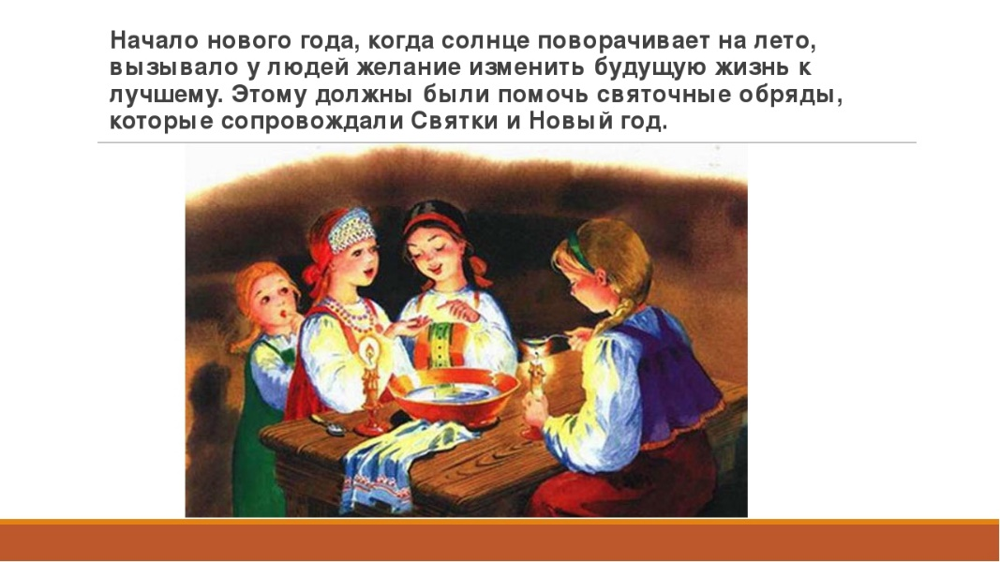 Начало нового года, когда солнце поворачивает на лето,
вызывало у людей желание изменить будущую жизнь к
лучшему. Этому должны были помочь святочные обряды,
которые сопровождали Святки и Новый год.